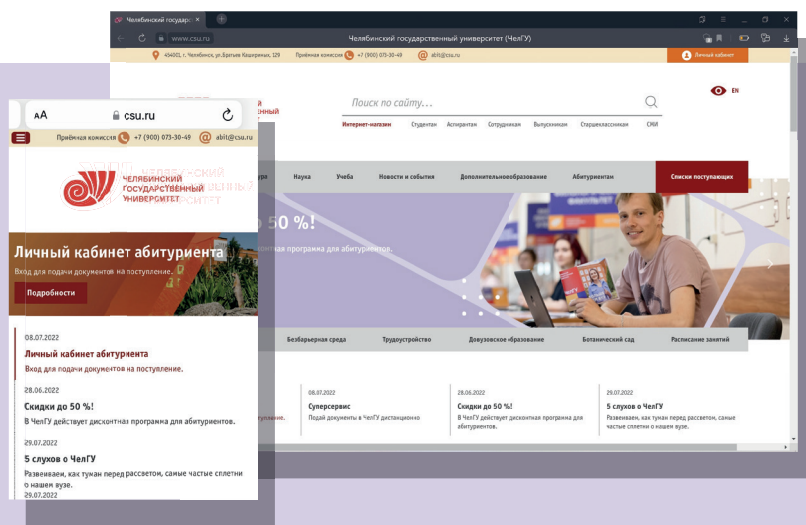 Челябинский государс
www.csu.ru
Челябинский государственный университет (ЧелГУ)
454001, г. Челябинск, ул.Братьев Кашириных, 129
Приёмная комиссия
+7 (900) 073-30-49
abit@csu.ru
Личный кабинет
EN
Поиск по сайту...
Интернет-магазин
Студентам
Аспирантам
Сотрудникам
Выпускникам
Старшеклассникам
СМИ
Наука
Учеба
Новости и события
Дополнительноеобразование
Абитуриентам
Списки поступающих
50 %!
программа для абитуриентов.
Безбарьерная среда
Трудоустройство
Довузовское образование
Ботанический сад
Расписание занятий
08.07.2022
Суперсервис
Подай документы в ЧелГУ дистанционно
28.06.2022
Скидки до 50 %!
В ЧелГУ действует дисконтная программа для
абитуриентов.
29.07.2022
5 слухов о ЧелГУ
Развеиваем, как туман перед рассветом, самые
частые сплетни о нашем вузе.
АА
csu.ru
Приёмная комиссия
+7 (900) 073-30-49
abit@csu.ru
ЧЕЛЯБИНСКИЙ
ГОСУДАРСТВЕННЫЙ
УНИВЕРСИТЕТ
Личный кабинет абитуриента
Вход для подачи документов на поступление.
Подробности
08.07.2022
Личный кабинет абитуриента
Вход для подачи документов на поступление.
28.06.2022
Скидки до 50 %!
В ЧелГУ действует дисконтная программа для абитуриентов.
29.07.2022
5 слухов о ЧелГУ
Развеиваем, как туман перед рассветом, самые частые сплетни
о нашем вузе.
29.07.2022